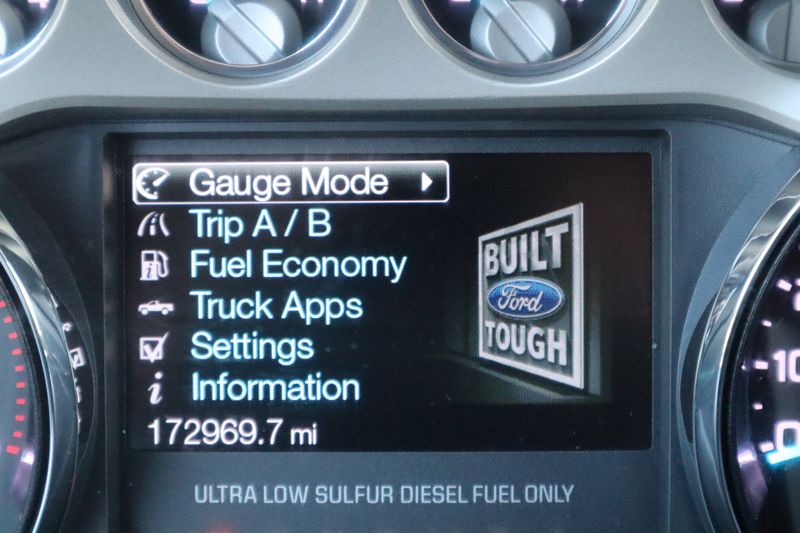 Gauge Mode
Trip A / B
Fuel Economy
Truck Apps
Settings
Information
172969.7 mi
BUILT
Ford
TOUGH
ULTRA LOW SULFUR DIESEL FUEL ONLY